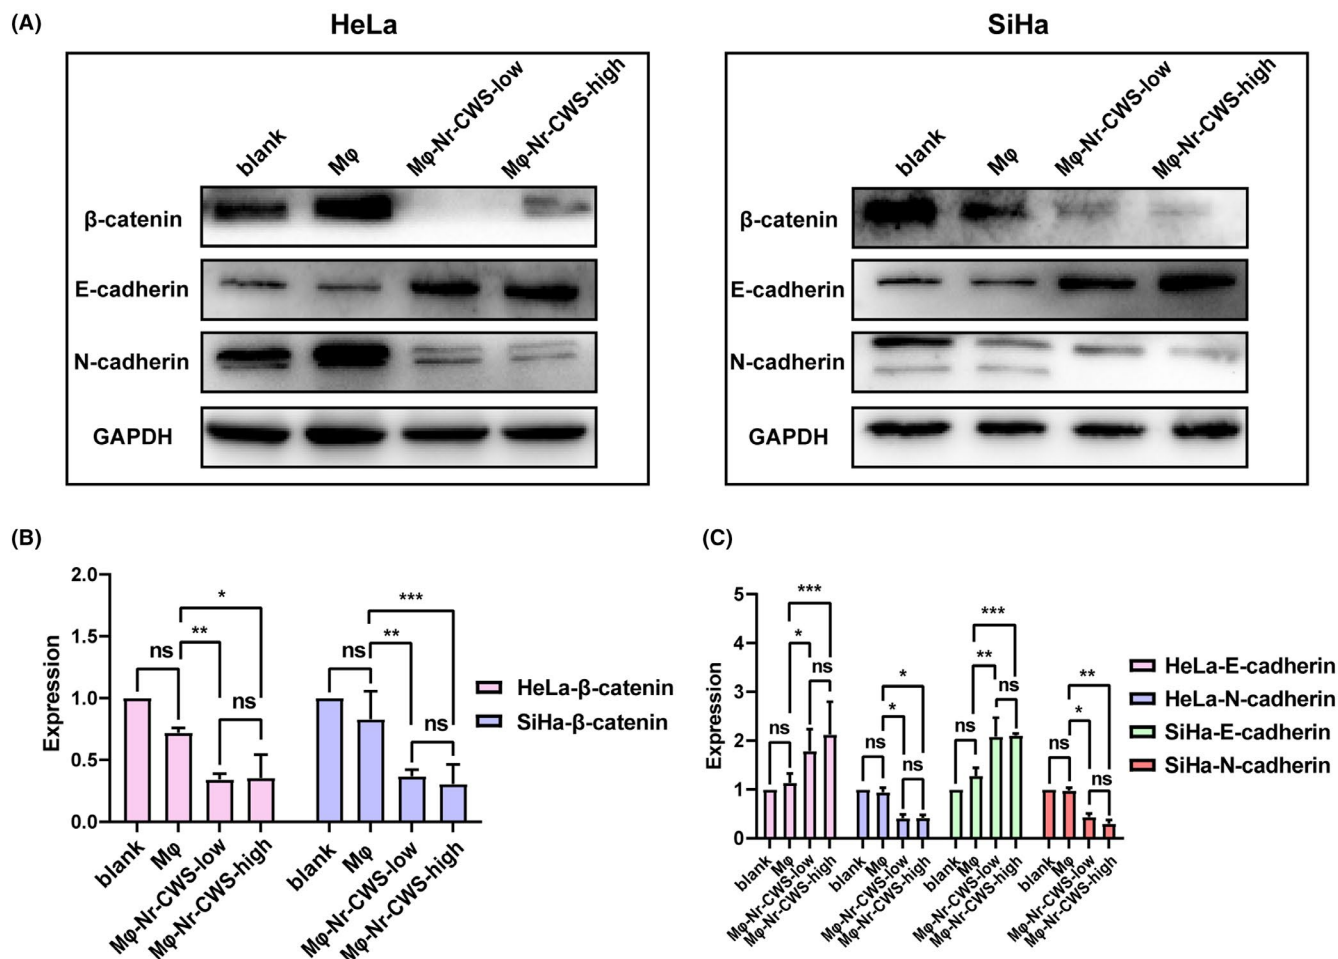 (A)
HeLa
SiHa
blank
Mφ
Mφ-Nr-CWS-low
Mφ-Nr-CWS-high
β-catenin
E-cadherin
N-cadherin
GAPDH
blank
Mφ
Mφ-Nr-CWS-low
Mφ-Nr-CWS-high
β-catenin
E-cadherin
N-cadherin
GAPDH
(B)
Expression
2.0
1.5
1.0
0.5
0.0
ns
**
*
ns
ns
**
***
ns
blank
Mφ
Mφ-Nr-CWS-low
Mφ-Nr-CWS-high
blank
Mφ
Mφ-Nr-CWS-low
Mφ-Nr-CWS-high
HeLa-β-catenin
SiHa-β-catenin
(C)
Expression
5
4
3
2
1
0
ns
*
***
ns
ns
*
*
ns
ns
**
***
ns
ns
*
**
ns
blank
Mφ
Mφ-Nr-CWS-low
Mφ-Nr-CWS-high
blank
Mφ
Mφ-Nr-CWS-low
Mφ-Nr-CWS-high
blank
Mφ
Mφ-Nr-CWS-low
Mφ-Nr-CWS-high
blank
Mφ
Mφ-Nr-CWS-low
Mφ-Nr-CWS-high
HeLa-E-cadherin
HeLa-N-cadherin
SiHa-E-cadherin
SiHa-N-cadherin